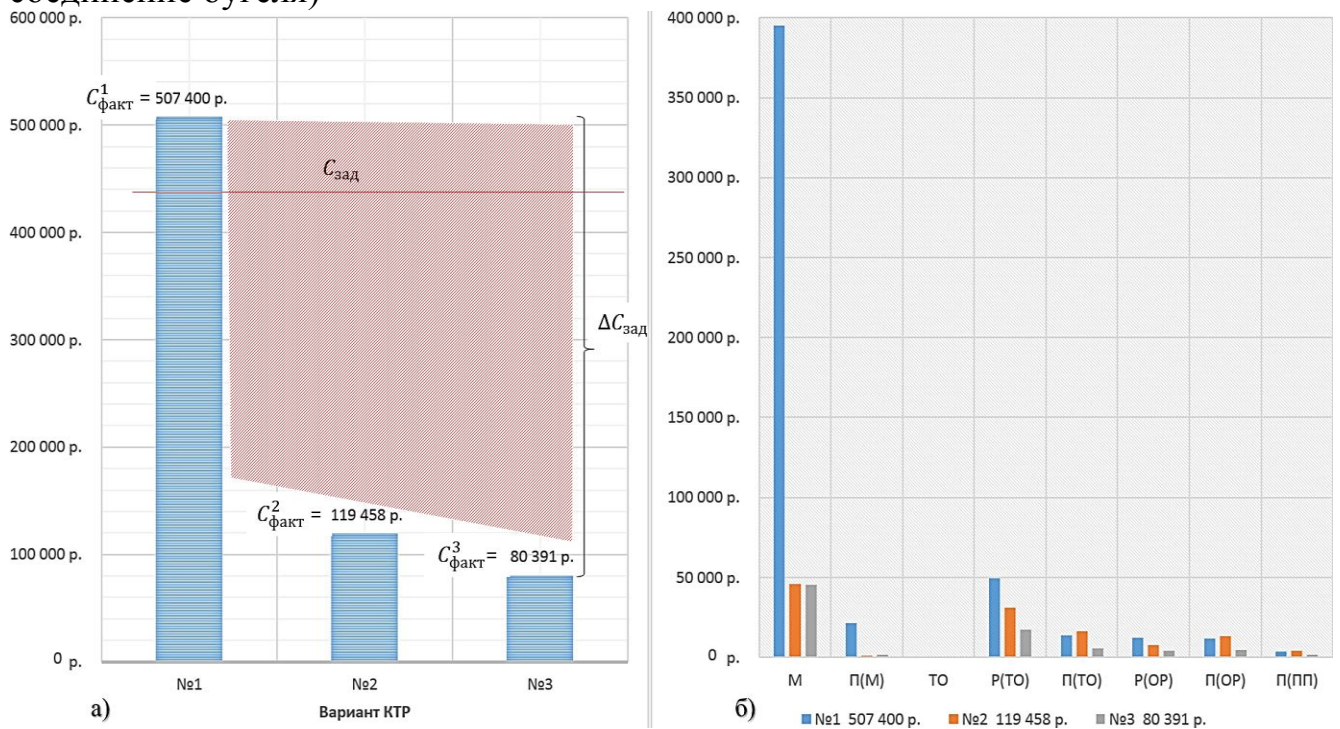 соединение бугеля)
600 000 р.
500 000 р.
400 000 р.
300 000 р.
200 000 р.
100 000 р.
0 р.
C¹факт = 507 400 р.
Cзад
ΔCзад
C²факт = 119 458 р.
C³факт = 80 391 р.
№1 №2 №3
Вариант КТР
а)
400 000 р.
350 000 р.
300 000 р.
250 000 р.
200 000 р.
150 000 р.
100 000 р.
50 000 р.
0 р.
М П(М) ТО Р(ТО) П(ТО) Р(ОР) П(ОР) П(ПП)
б)
№1 507 400 р. №2 119 458 р. №3 80 391 р.